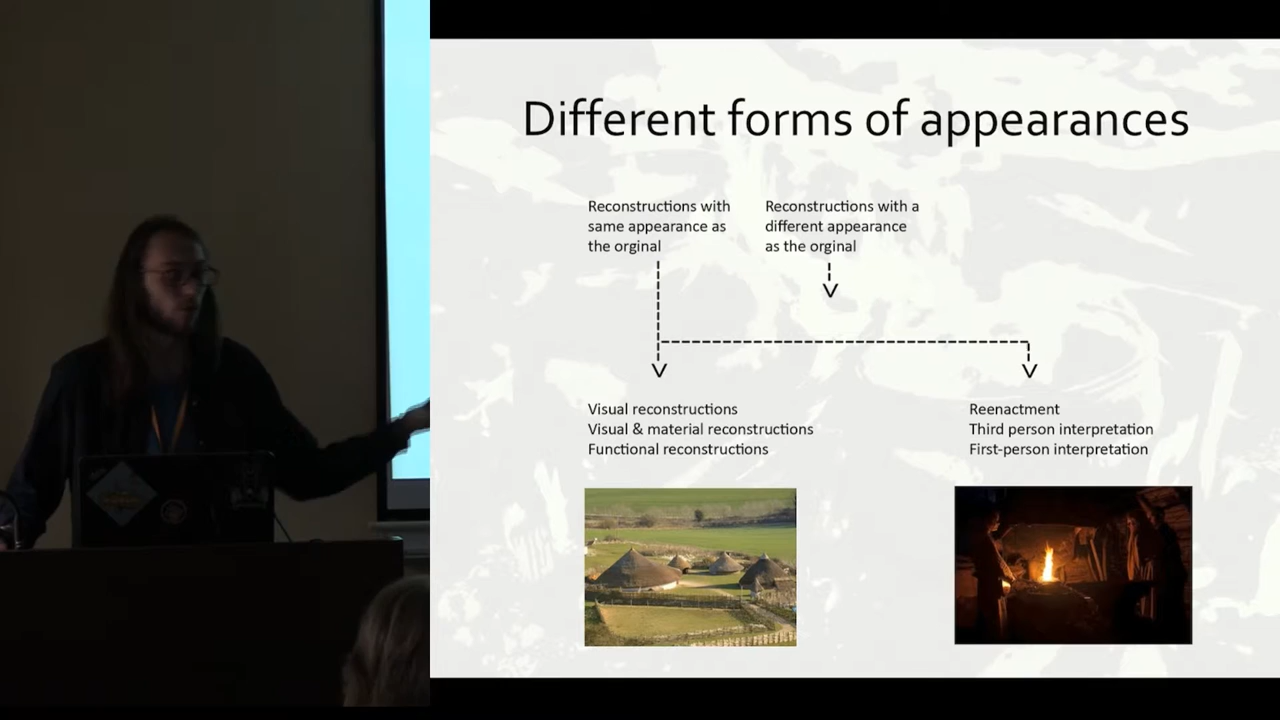 Different forms of appearances
Reconstructions with
same appearance as
the orginal
Reconstructions with a
different appearance
as the orginal
Visual reconstructions
Visual & material reconstructions
Functional reconstructions
Reenactment
Third person interpretation
First-person interpretation